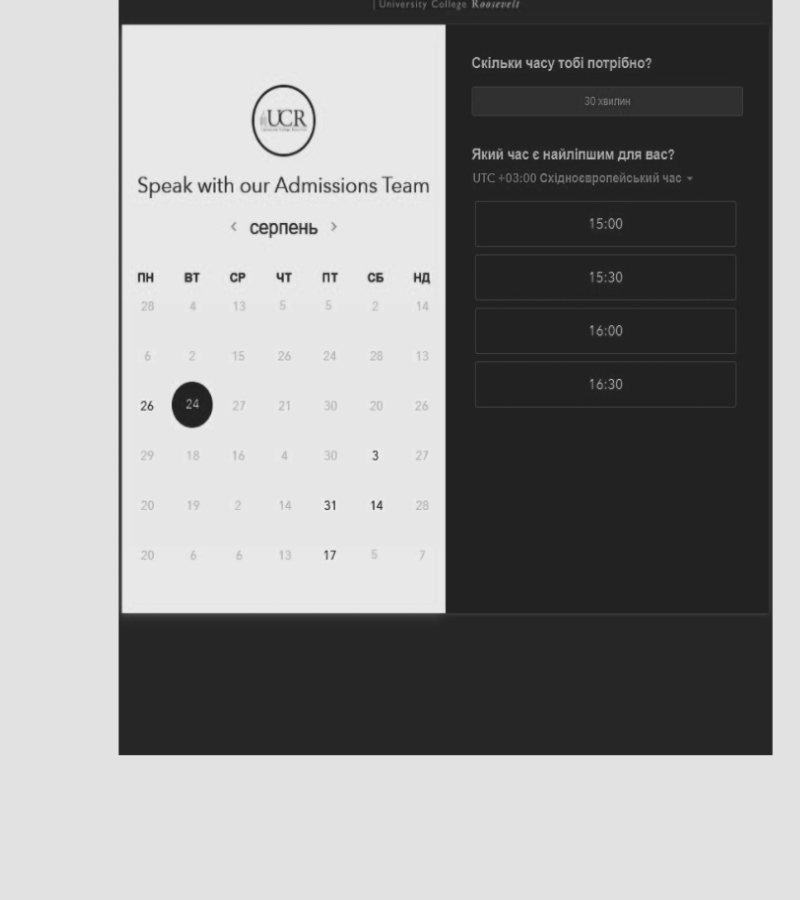 | University College Roosevelt
UCR
Speak with our Admissions Team
‹ серпень ›
ПН ВТ СР ЧТ ПТ СБ НД
28 4 13 5 5 2 14
6 2 15 26 24 28 13
26 24 27 21 30 20 26
29 18 16 4 30 3 27
20 19 2 14 31 14 28
20 6 6 13 17 5 7
Скільки часу тобі потрібно?
30 хвилин
Який час є найліпшим для вас?
UTC +03:00 Східноєвропейський час
15:00
15:30
16:00
16:30